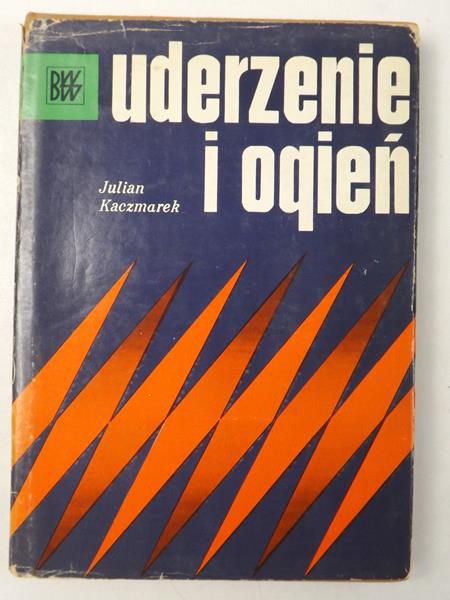 BWW
uderzenie
i ogień
Julian
Kaczmarek